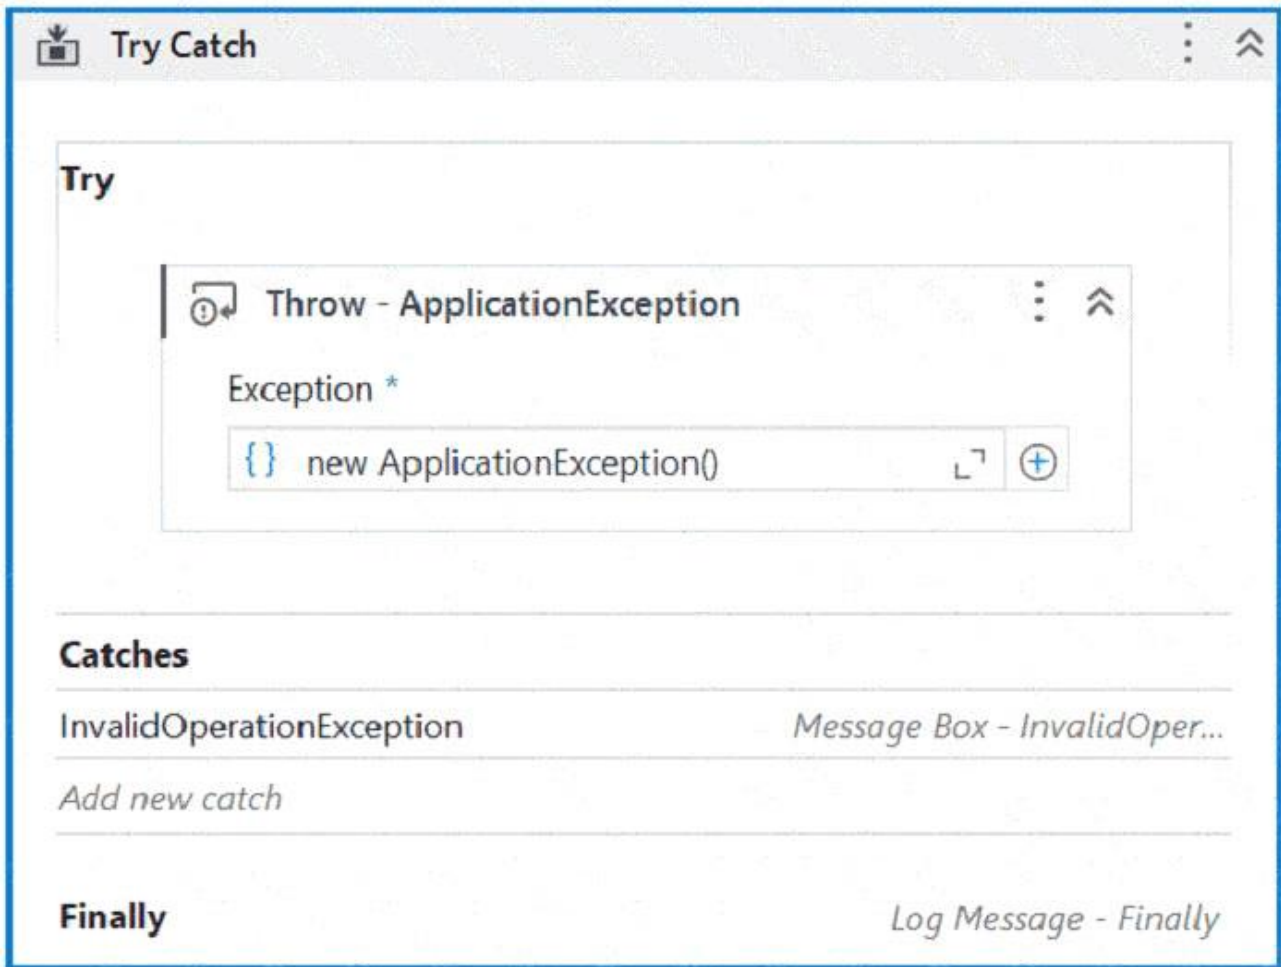 Try Catch
Try
Throw - ApplicationException
Exception *
{} new ApplicationException()
Catches
InvalidOperationException Message Box - InvalidOper...
Add new catch
Finally Log Message - Finally